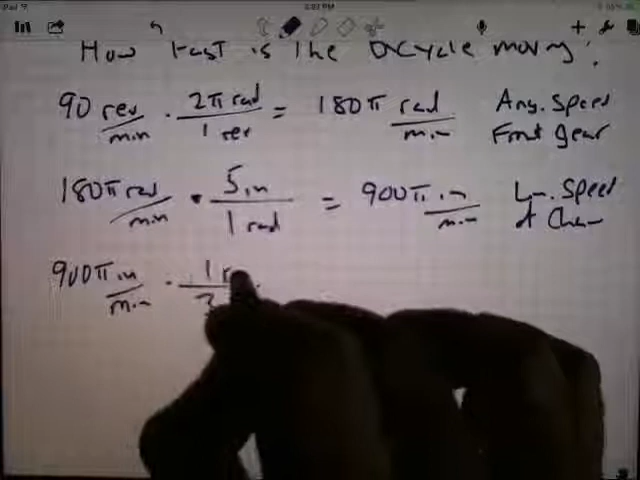 How Fast is the bicycle moving?
90 rev/min · 2π rad/1 rev = 180π rad/min Ang. Speed Front Gear
180π rad/min · 5 in/1 rad = 900π in/min Lin. Speed of Chain
900π in/min · 1 r